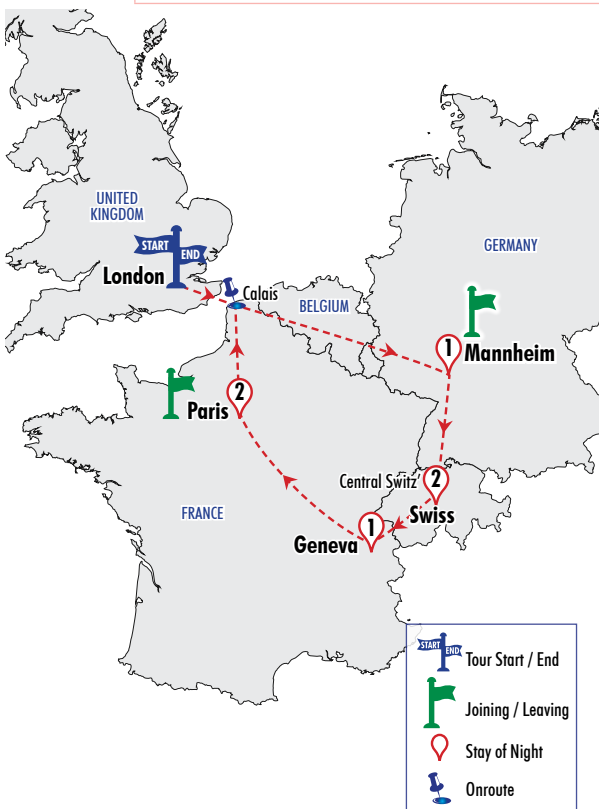 UNITED
KINGDOM
START
END
London
Calais
BELGIUM
GERMANY
1
Mannheim
2
Paris
Central Switz'
2
Swiss
FRANCE
1
Geneva
START
END
Tour Start / End
Joining / Leaving
Stay of Night
Onroute